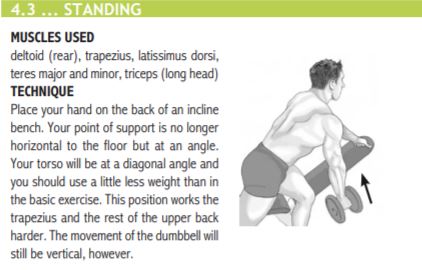 4.3 ... STANDING
MUSCLES USED
deltoid (rear), trapezius, latissimus dorsi,
teres major and minor, triceps (long head)
TECHNIQUE
Place your hand on the back of an incline
bench. Your point of support is no longer
horizontal to the floor but at an angle.
Your torso will be at a diagonal angle and
you should use a little less weight than in
the basic exercise. This position works the
trapezius and the rest of the upper back
harder. The movement of the dumbbell will
still be vertical, however.